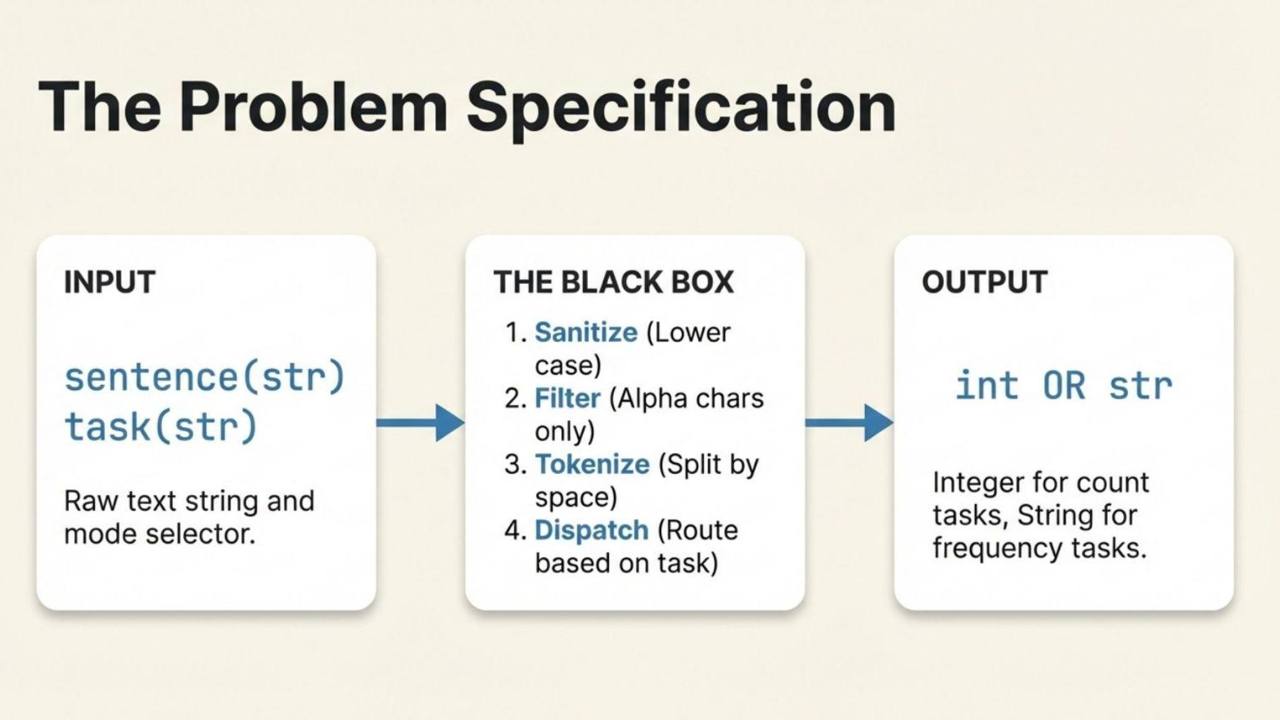 The Problem Specification
INPUT
sentence(str)
task(str)
Raw text string and
mode selector.
THE BLACK BOX
1. Sanitize (Lower
case)
2. Filter (Alpha chars
only)
3. Tokenize (Split by
space)
4. Dispatch (Route
based on task)
OUTPUT
int OR str
Integer for count
tasks, String for
frequency tasks.